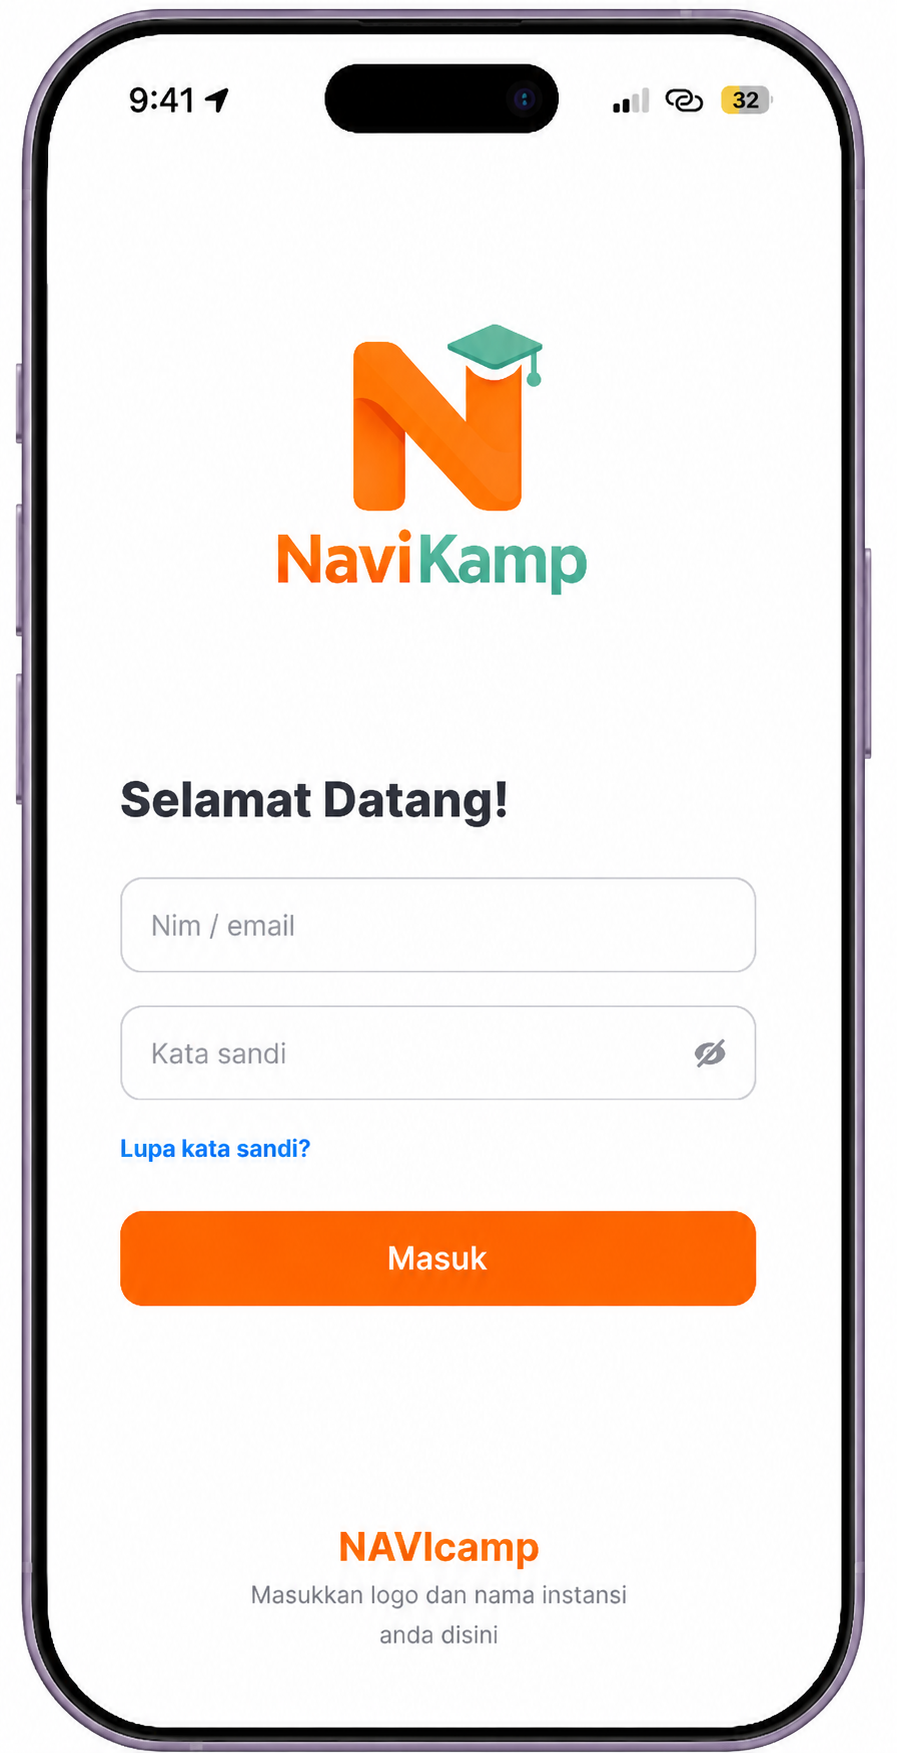 9:41
32
NaviKamp
Selamat Datang!
Nim / email
Kata sandi
Lupa kata sandi?
Masuk
NAVIcamp
Masukkan logo dan nama instansi
anda disini